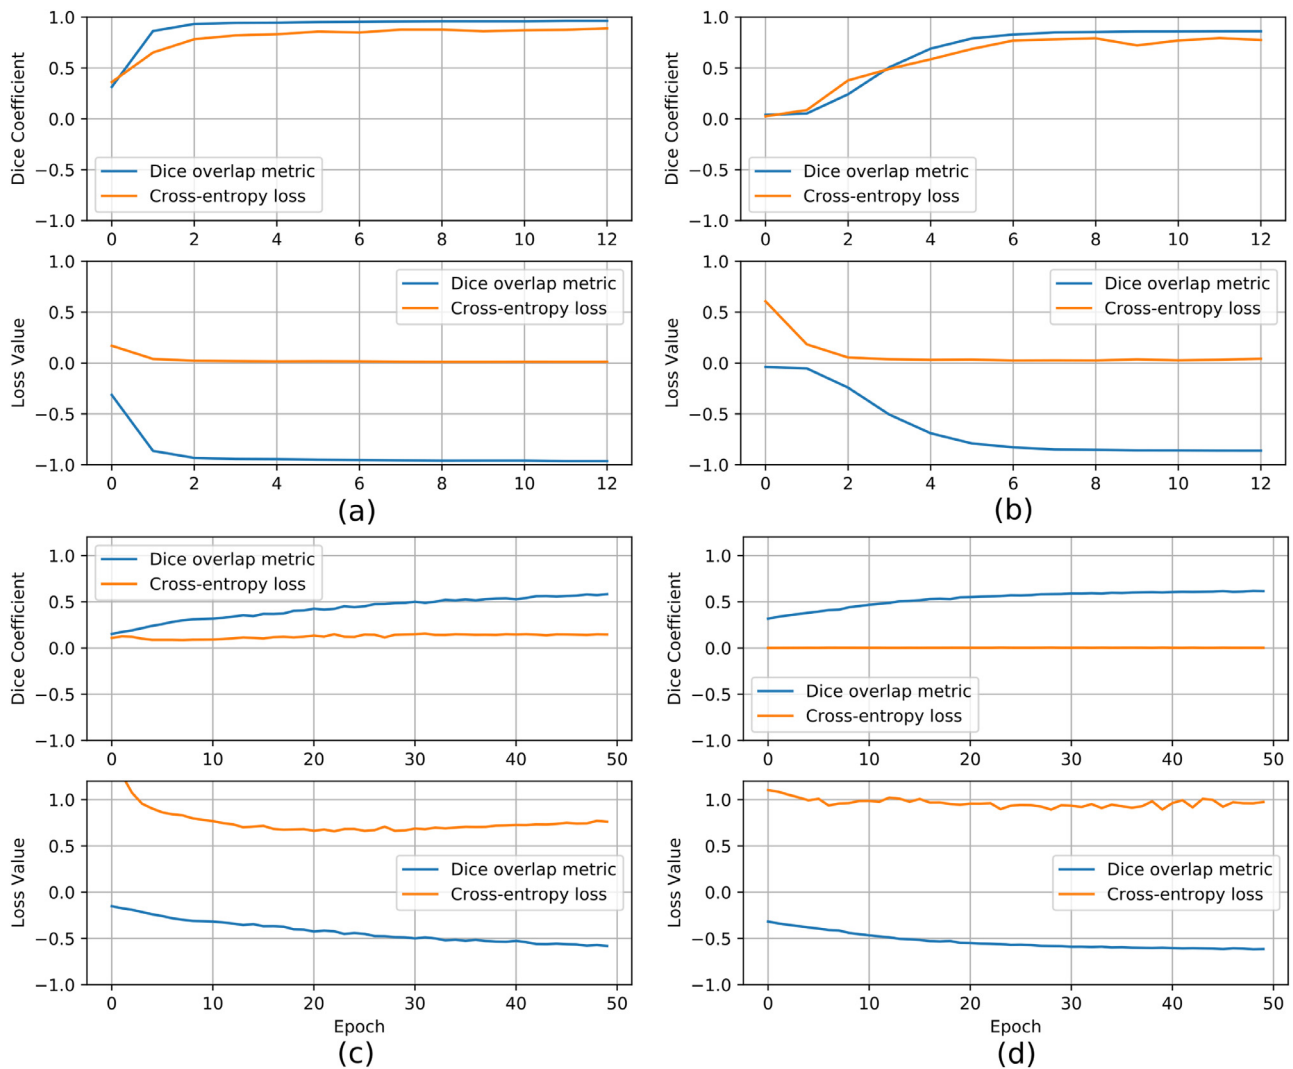 1.0
0.5
0.0
−0.5
−1.0
Dice Coefficient
Dice overlap metric
Cross-entropy loss
0 2 4 6 8 10 12
1.0
0.5
0.0
−0.5
−1.0
Loss Value
Dice overlap metric
Cross-entropy loss
0 2 4 6 8 10 12
(a)
1.0
0.5
0.0
−0.5
−1.0
Dice Coefficient
Dice overlap metric
Cross-entropy loss
0 2 4 6 8 10 12
1.0
0.5
0.0
−0.5
−1.0
Loss Value
Dice overlap metric
Cross-entropy loss
0 2 4 6 8 10 12
(b)
1.0
0.5
0.0
−0.5
−1.0
Dice Coefficient
Dice overlap metric
Cross-entropy loss
0 10 20 30 40 50
1.0
0.5
0.0
−0.5
−1.0
Loss Value
Dice overlap metric
Cross-entropy loss
0 10 20 30 40 50
Epoch
(c)
1.0
0.5
0.0
−0.5
−1.0
Dice Coefficient
Dice overlap metric
Cross-entropy loss
0 10 20 30 40 50
1.0
0.5
0.0
−0.5
−1.0
Loss Value
Dice overlap metric
Cross-entropy loss
0 10 20 30 40 50
Epoch
(d)